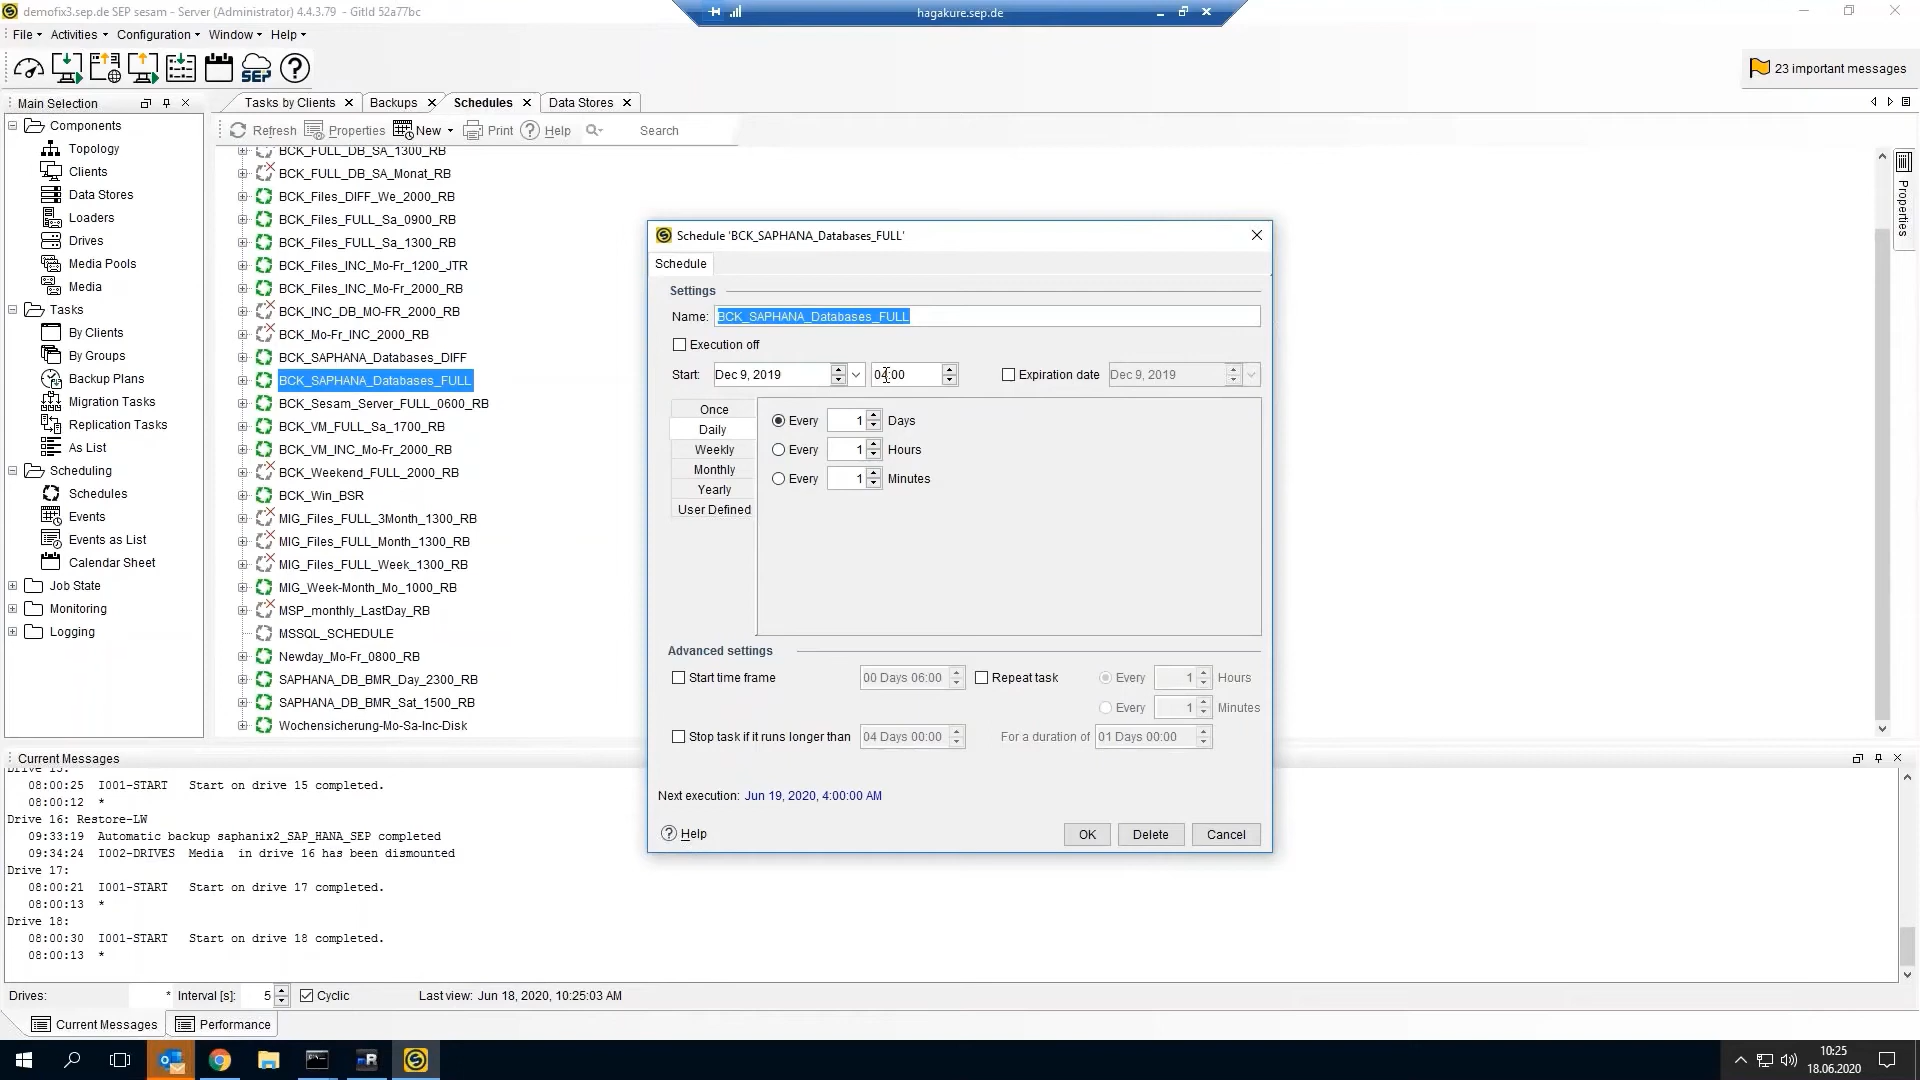 demofix3.sep.de SEP sesam - Server (Administrator) 4.4.3.79 - GitId 52a77bc
hagakure.sep.de
File Activities Configuration Window Help
SEP
23 important messages
Main Selection
Tasks by Clients Backups Schedules Data Stores
Refresh Properties New Print Help Search
Components
Topology
Clients
Data Stores
Loaders
Drives
Media Pools
Media
Tasks
By Clients
By Groups
Backup Plans
Migration Tasks
Replication Tasks
As List
Scheduling
Schedules
Events
Events as List
Calendar Sheet
Job State
Monitoring
Logging
BCK_FULL_DB_SA_1300_RB
BCK_FULL_DB_SA_Monat_RB
BCK_Files_DIFF_We_2000_RB
BCK_Files_FULL_Sa_0900_RB
BCK_Files_FULL_Sa_1300_RB
BCK_Files_INC_Mo-Fr_1200_JTR
BCK_Files_INC_Mo-Fr_2000_RB
BCK_INC_DB_MO-FR_2000_RB
BCK_Mo-Fr_INC_2000_RB
BCK_SAPHANA_Databases_DIFF
BCK_SAPHANA_Databases_FULL
BCK_Sesam_Server_FULL_0600_RB
BCK_VM_FULL_Sa_1700_RB
BCK_VM_INC_Mo-Fr_2000_RB
BCK_Weekend_FULL_2000_RB
BCK_Win_BSR
MIG_Files_FULL_3Month_1300_RB
MIG_Files_FULL_Month_1300_RB
MIG_Files_FULL_Week_1300_RB
MIG_Week-Month_Mo_1000_RB
MSP_monthly_LastDay_RB
MSSQL_SCHEDULE
Newday_Mo-Fr_0800_RB
SAPHANA_DB_BMR_Day_2300_RB
SAPHANA_DB_BMR_Sat_1500_RB
Wochensicherung-Mo-Sa-Inc-Disk
Properties
Schedule 'BCK_SAPHANA_Databases_FULL'
Schedule
Settings
Name: BCK_SAPHANA_Databases_FULL
Execution off
Start: Dec 9, 2019 04:00 Expiration date Dec 9, 2019
Once
Daily
Weekly
Monthly
Yearly
User Defined
Every 1 Days
Every 1 Hours
Every 1 Minutes
Advanced settings
Start time frame 00 Days 06:00 Repeat task Every 1 Hours
Every 1 Minutes
Stop task if it runs longer than 04 Days 00:00 For a duration of 01 Days 00:00
Next execution: Jun 19, 2020, 4:00:00 AM
Help OK Delete Cancel
Current Messages
Drive 15:
08:00:25 I001-START Start on drive 15 completed.
08:00:12 *
Drive 16: Restore-LW
09:33:19 Automatic backup saphanix2_SAP_HANA_SEP completed
09:34:24 I002-DRIVES Media in drive 16 has been dismounted
Drive 17:
08:00:21 I001-START Start on drive 17 completed.
08:00:13 *
Drive 18:
08:00:30 I001-START Start on drive 18 completed.
08:00:13 *
Drives: * Interval [s]: 5 Cyclic Last view: Jun 18, 2020, 10:25:03 AM
Current Messages Performance
10:25
18.06.2020